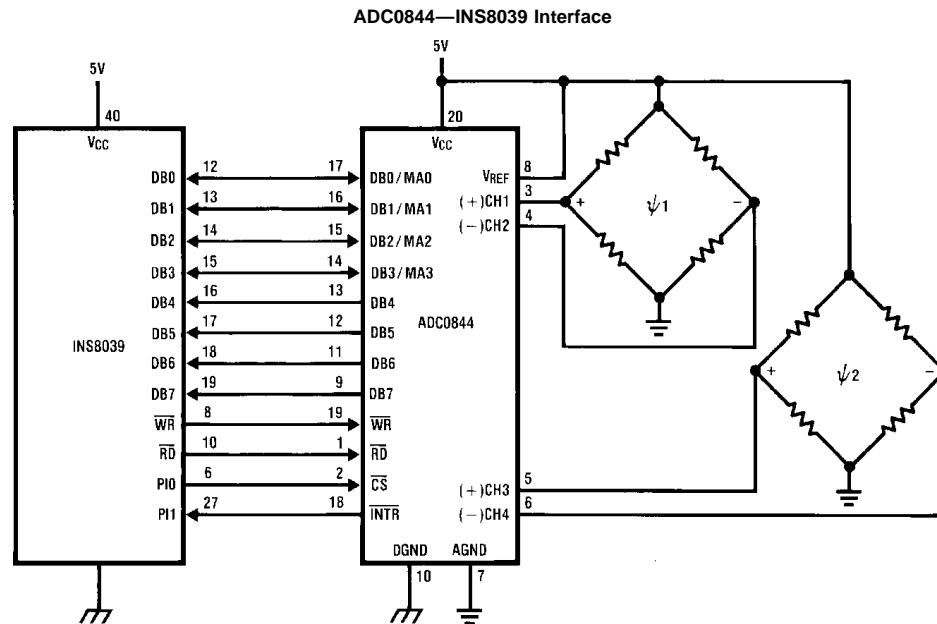 ADC0844—INS8039 Interface
5V
5V
40
20
VCC
VCC
DB0 12 17 DB0/MA0
VREF 8
DB1 13 16 DB1/MA1
(+)CH1 3
DB2 14 15 DB2/MA2
(−)CH2 4
DB3 15 14 DB3/MA3
DB4 16 13 DB4
DB5 17 12 DB5
DB6 18 11 DB6
DB7 19 9 DB7
INS8039
ADC0844
WR 8 19 WR
RD 10 1 RD
PI0 6 2 CS
PI1 27 18 INTR
(+)CH3 5
(−)CH4 6
DGND AGND
10 7
+ ψ1 −
+ ψ2 −